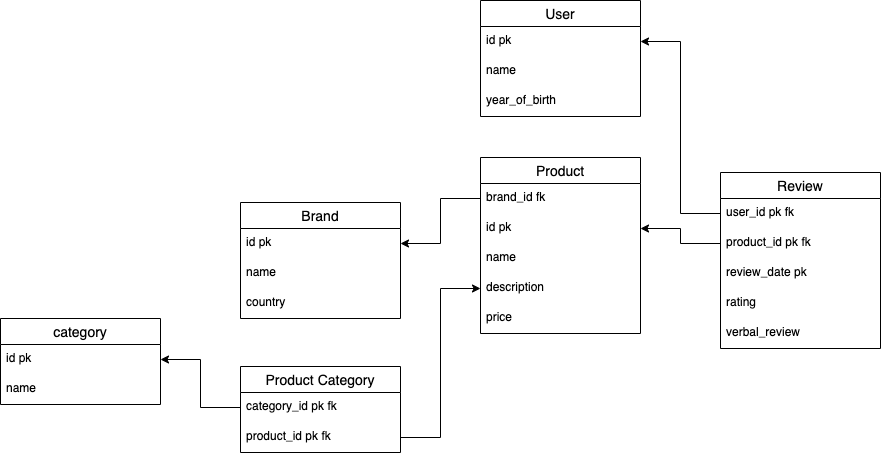 User
id pk
name
year_of_birth
Product
brand_id fk
id pk
name
description
price
Review
user_id pk fk
product_id pk fk
review_date pk
rating
verbal_review
Brand
id pk
name
country
category
id pk
name
Product Category
category_id pk fk
product_id pk fk